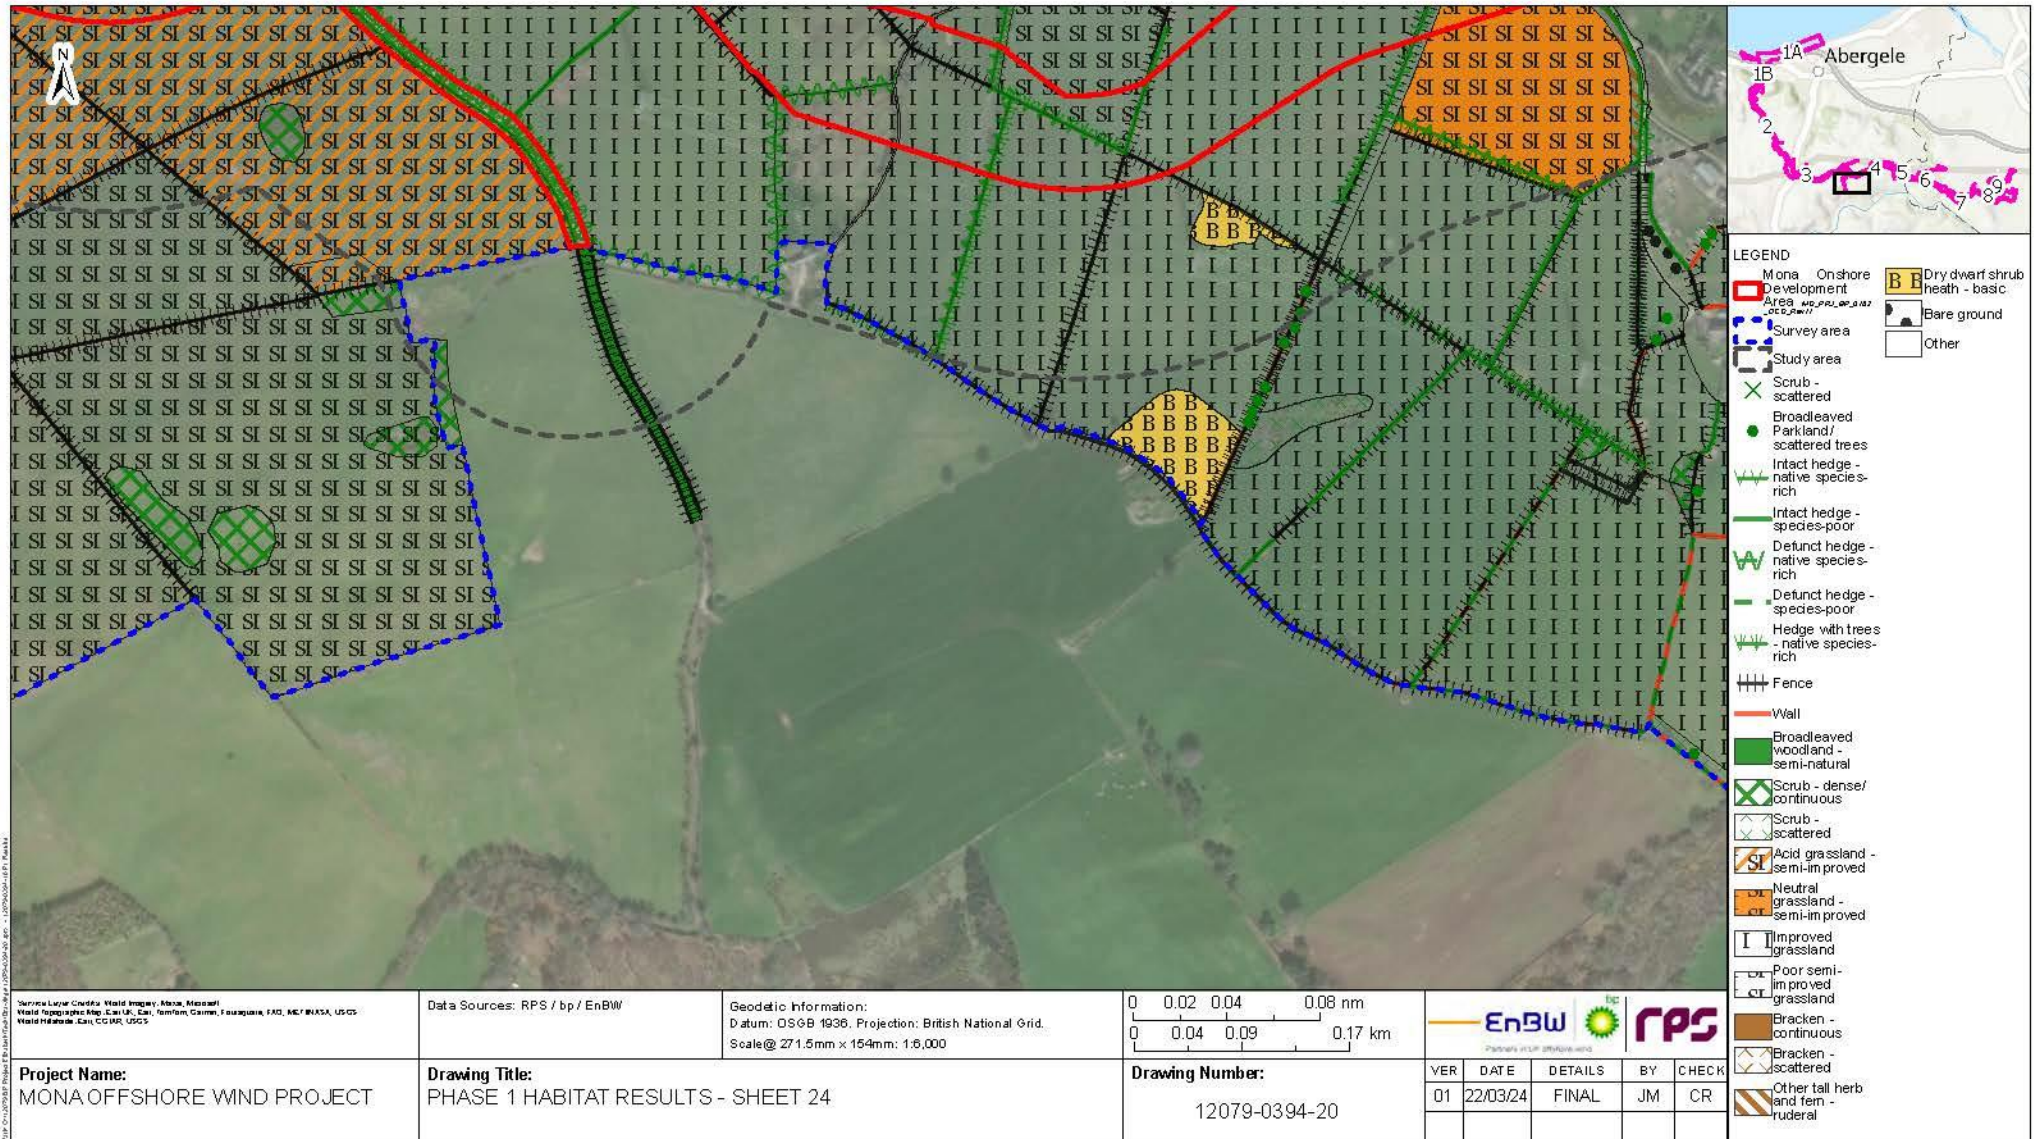 N
1A
Abergele
1B
2
3
4
5
6
7
8
9
LEGEND
Mona Onshore
Development
Area
Survey area
Study area
Scrub -
scattered
Broadleaved
Parkland/
scattered trees
Intact hedge -
native species-
rich
Intact hedge -
species-poor
Defunct hedge -
native species-
rich
Defunct hedge -
species-poor
Hedge with trees
- native species-
rich
Fence
Wall
Broadleaved
woodland -
semi-natural
Scrub - dense/
continuous
Scrub -
scattered
SI
Acid grassland -
semi-improved
SI
Neutral
grassland -
semi-improved
I I
Improved
grassland
SI
Poor semi-
improved
grassland
Bracken -
continuous
Bracken -
scattered
Other tall herb
and fern -
ruderal
B B
Dry dwarf shrub
heath - basic
Bare ground
Other
Data Sources: RPS / bp / EnBW
Geodetic Information:
Datum: OSGB 1936. Projection: British National Grid.
Scale@ 271.5mm x 154mm: 1:6,000
0 0.02 0.04 0.08 nm
0 0.04 0.09 0.17 km
EnBW
bp
rps
Project Name:
MONA OFFSHORE WIND PROJECT
Drawing Title:
PHASE 1 HABITAT RESULTS - SHEET 24
Drawing Number:
12079-0394-20
VER DATE DETAILS BY CHECK
01 22/03/24 FINAL JM CR